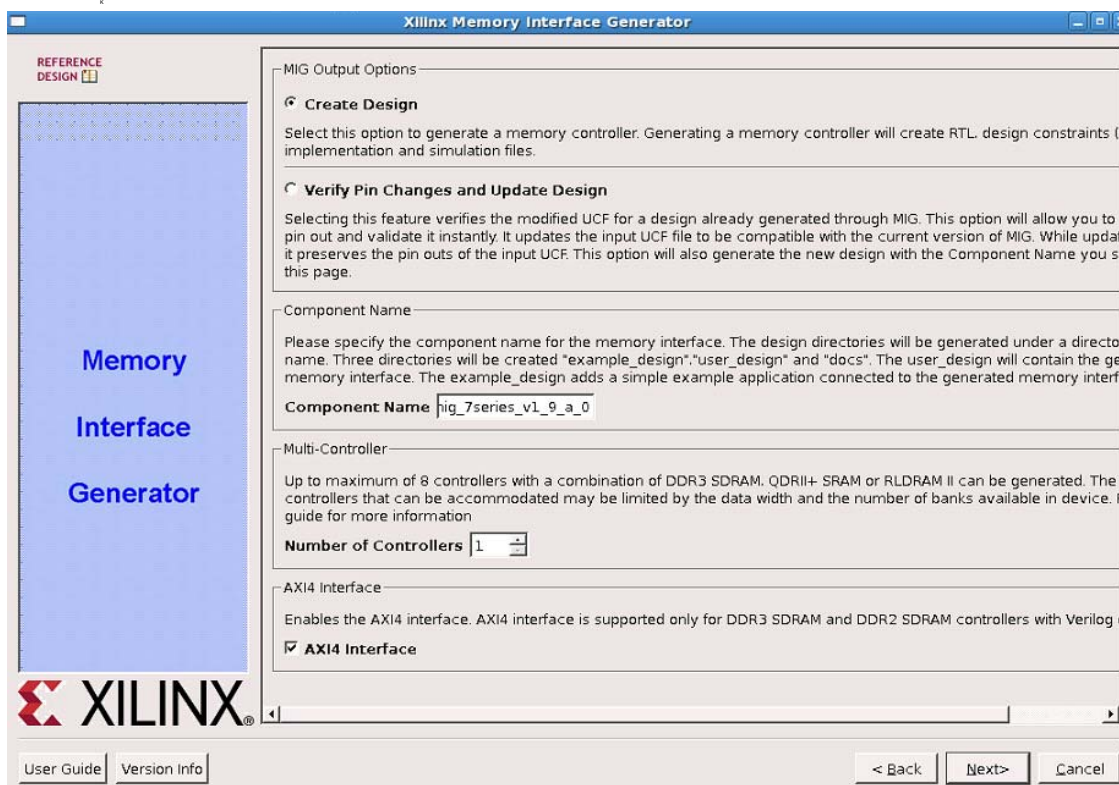 Xilinx Memory Interface Generator
REFERENCE
DESIGN
Memory
Interface
Generator
XILINX®
MIG Output Options
Create Design
Select this option to generate a memory controller. Generating a memory controller will create RTL, design constraints (
implementation and simulation files.
Verify Pin Changes and Update Design
Selecting this feature verifies the modified UCF for a design already generated through MIG. This option will allow you to
pin out and validate it instantly. It updates the input UCF file to be compatible with the current version of MIG. While
it preserves the pin outs of the input UCF. This option will also generate the new design with the Component Name you
this page.
Component Name
Please specify the component name for the memory interface. The design directories will be generated under a
name. Three directories will be created "example_design","user_design" and "docs". The user_design will contain the
memory interface. The example_design adds a simple example application connected to the generated memory
Component Name mig_7series_v1_9_a_0
Multi-Controller
Up to maximum of 8 controllers with a combination of DDR3 SDRAM, QDRII+ SRAM or RLDRAM II can be generated. The
controllers that can be accommodated may be limited by the data width and the number of banks available in device.
guide for more information
Number of Controllers 1
AXI4 Interface
Enables the AXI4 interface. AXI4 interface is supported only for DDR3 SDRAM and DDR2 SDRAM controllers with Verilog
AXI4 Interface
User Guide Version Info < Back Next> Cancel